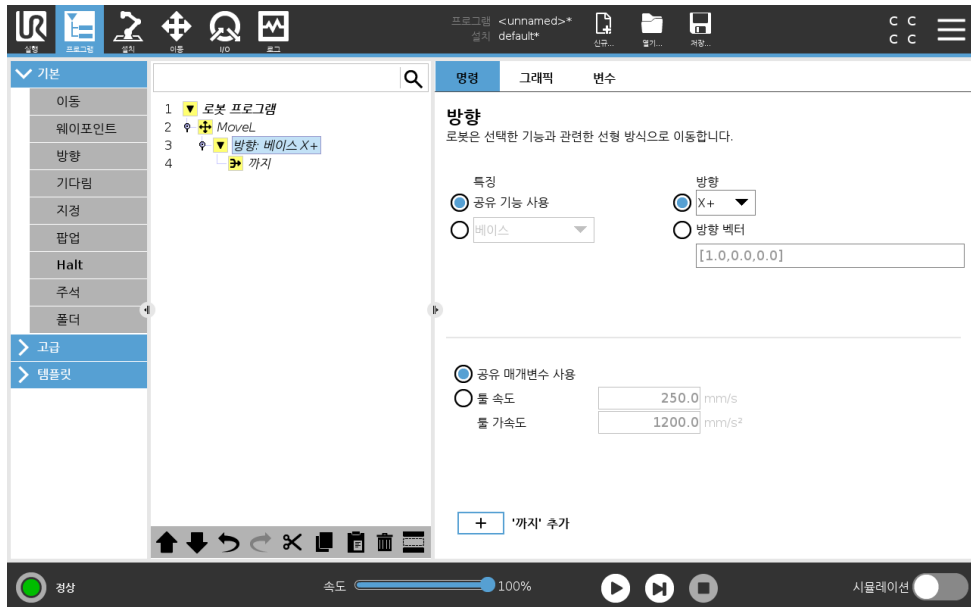 UR
실행
프로그램
설치
이동
I/O
로그
프로그램 <unnamed>*
설치 default*
신규...
열기...
저장...
C C
C C
기본
이동
웨이포인트
방향
기다림
지정
팝업
Halt
주석
폴더
고급
템플릿
1 로봇 프로그램
2 MoveL
3 방향: 베이스 X+
4 까지
명령 그래픽 변수
방향
로봇은 선택한 기능과 관련한 선형 방식으로 이동합니다.
특징 방향
공유 기능 사용 X+
베이스 방향 벡터
[1.0,0.0,0.0]
공유 매개변수 사용
툴 속도 250.0 mm/s
툴 가속도 1200.0 mm/s²
+ '까지' 추가
정상
속도 100%
시뮬레이션